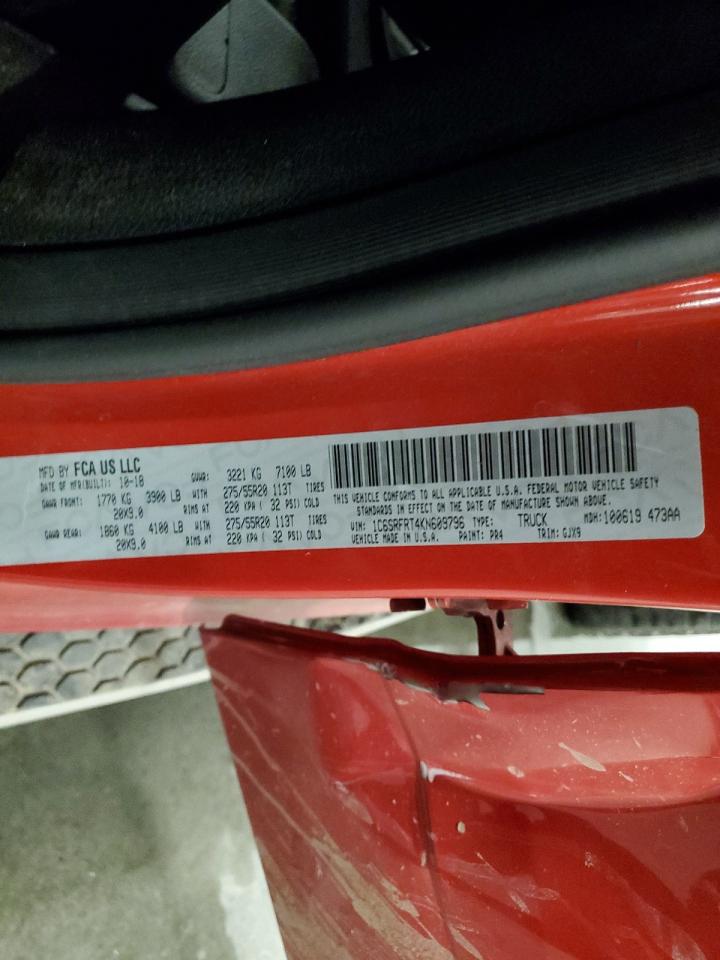 MFD BY FCA US LLC
DATE OF MFR(BUILT): 10-18 GVWR: 3221 KG 7100 LB
GAWR FRONT: 1770 KG 3900 LB WITH 275/55R20 113T TIRES
20X9.0 RIMS AT 220 KPA ( 32 PSI) COLD
GAWR REAR: 1860 KG 4100 LB WITH 275/55R20 113T TIRES
20X9.0 RIMS AT 220 KPA ( 32 PSI) COLD
THIS VEHICLE CONFORMS TO ALL APPLICABLE U.S.A. FEDERAL MOTOR VEHICLE SAFETY
STANDARDS IN EFFECT ON THE DATE OF MANUFACTURE SHOWN ABOVE.
VIN: 1C6SRFRT4KN609796 TYPE: TRUCK MDH:100619 473AA
VEHICLE MADE IN U.S.A. PAINT: PR4 TRIM: GJX9